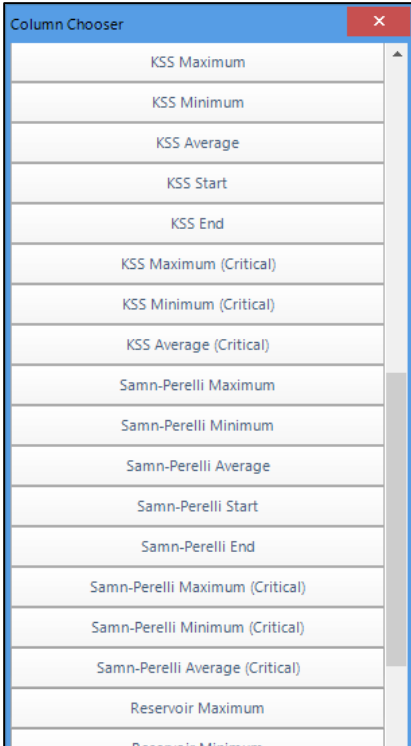 Column Chooser
KSS Maximum
KSS Minimum
KSS Average
KSS Start
KSS End
KSS Maximum (Critical)
KSS Minimum (Critical)
KSS Average (Critical)
Samn-Perelli Maximum
Samn-Perelli Minimum
Samn-Perelli Average
Samn-Perelli Start
Samn-Perelli End
Samn-Perelli Maximum (Critical)
Samn-Perelli Minimum (Critical)
Samn-Perelli Average (Critical)
Reservoir Maximum
Reservoir Minimum